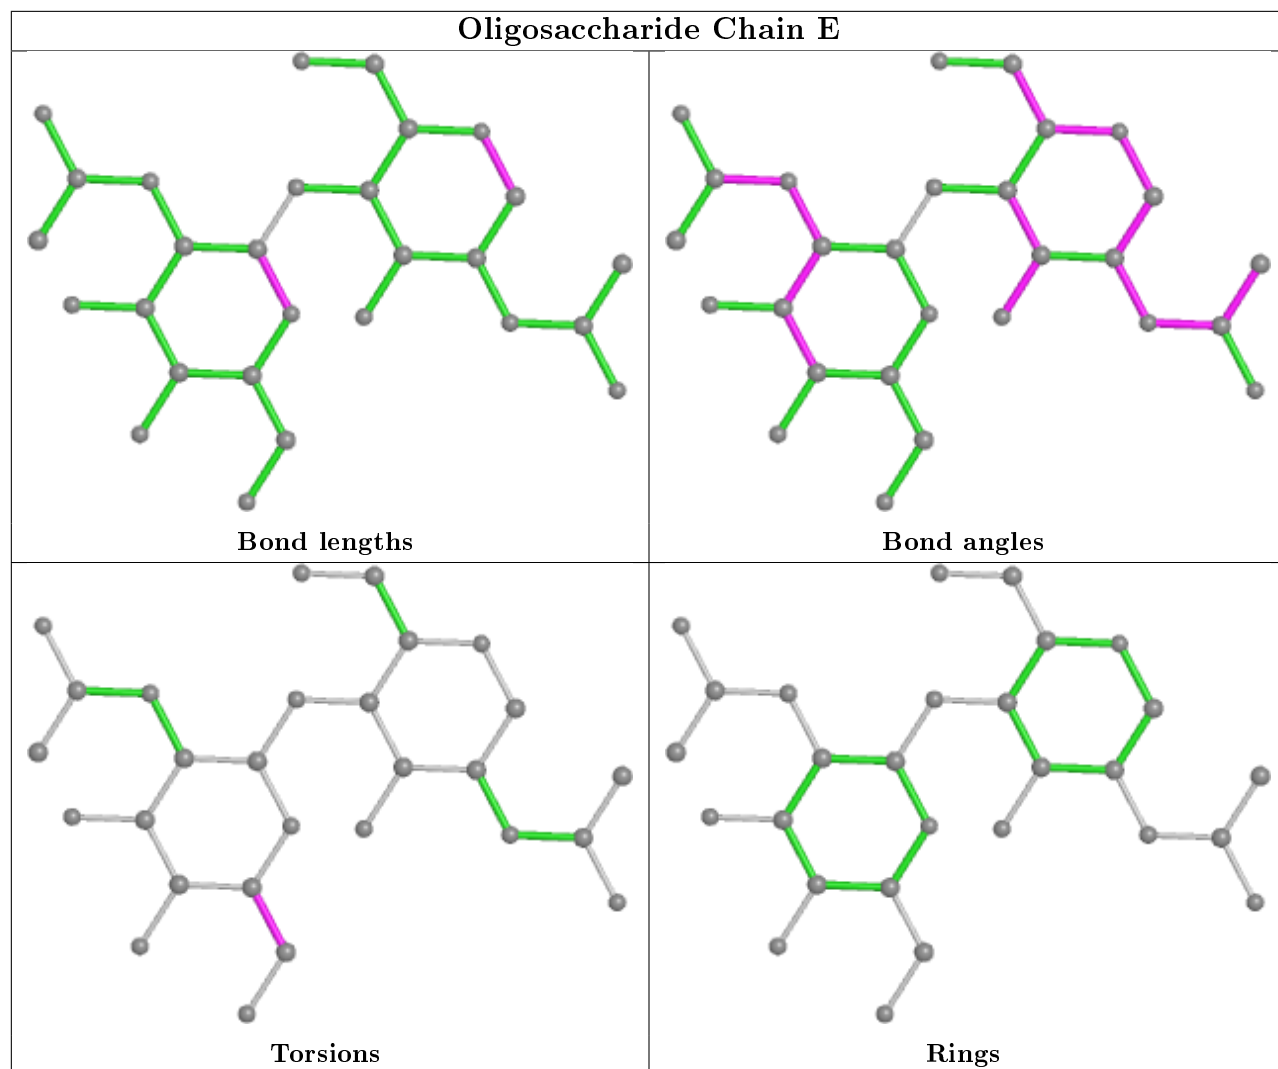 Oligosaccharide Chain E
Bond lengths
Bond angles
Torsions
Rings